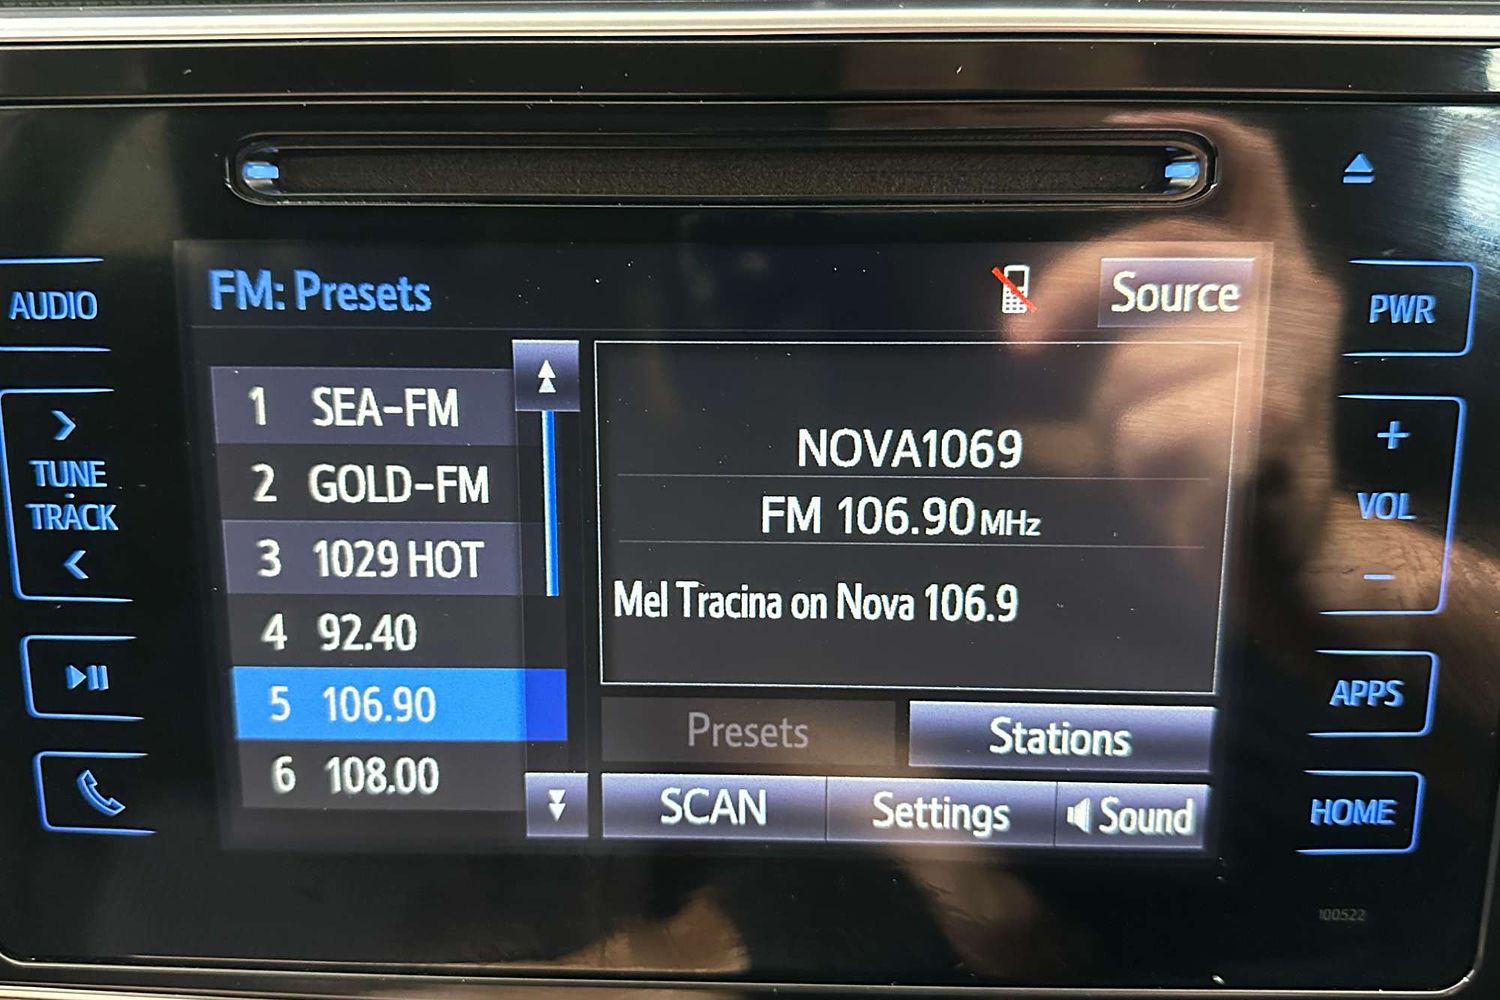 FM: Presets
Source
AUDIO
PWR
1 SEA-FM
2 GOLD-FM
3 1029 HOT
4 92.40
5 106.90
6 108.00
NOVA1069
FM 106.90 MHz
Mel Tracina on Nova 106.9
TUNE
TRACK
+
VOL
-
APPS
Presets
Stations
SCAN
Settings
Sound
HOME
100522